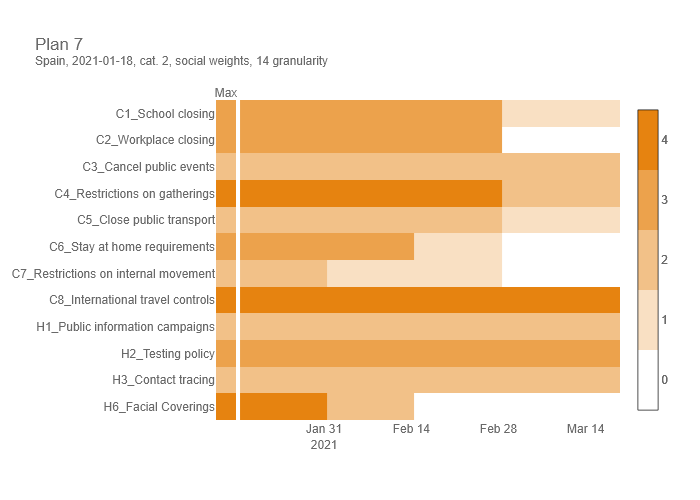 Plan 7
Spain, 2021-01-18, cat. 2, social weights, 14 granularity
Max
C1_School closing
C2_Workplace closing
C3_Cancel public events
C4_Restrictions on gatherings
C5_Close public transport
C6_Stay at home requirements
C7_Restrictions on internal movement
C8_International travel controls
H1_Public information campaigns
H2_Testing policy
H3_Contact tracing
H6_Facial Coverings
Jan 31 Feb 14 Feb 28 Mar 14
2021
4
3
2
1
0